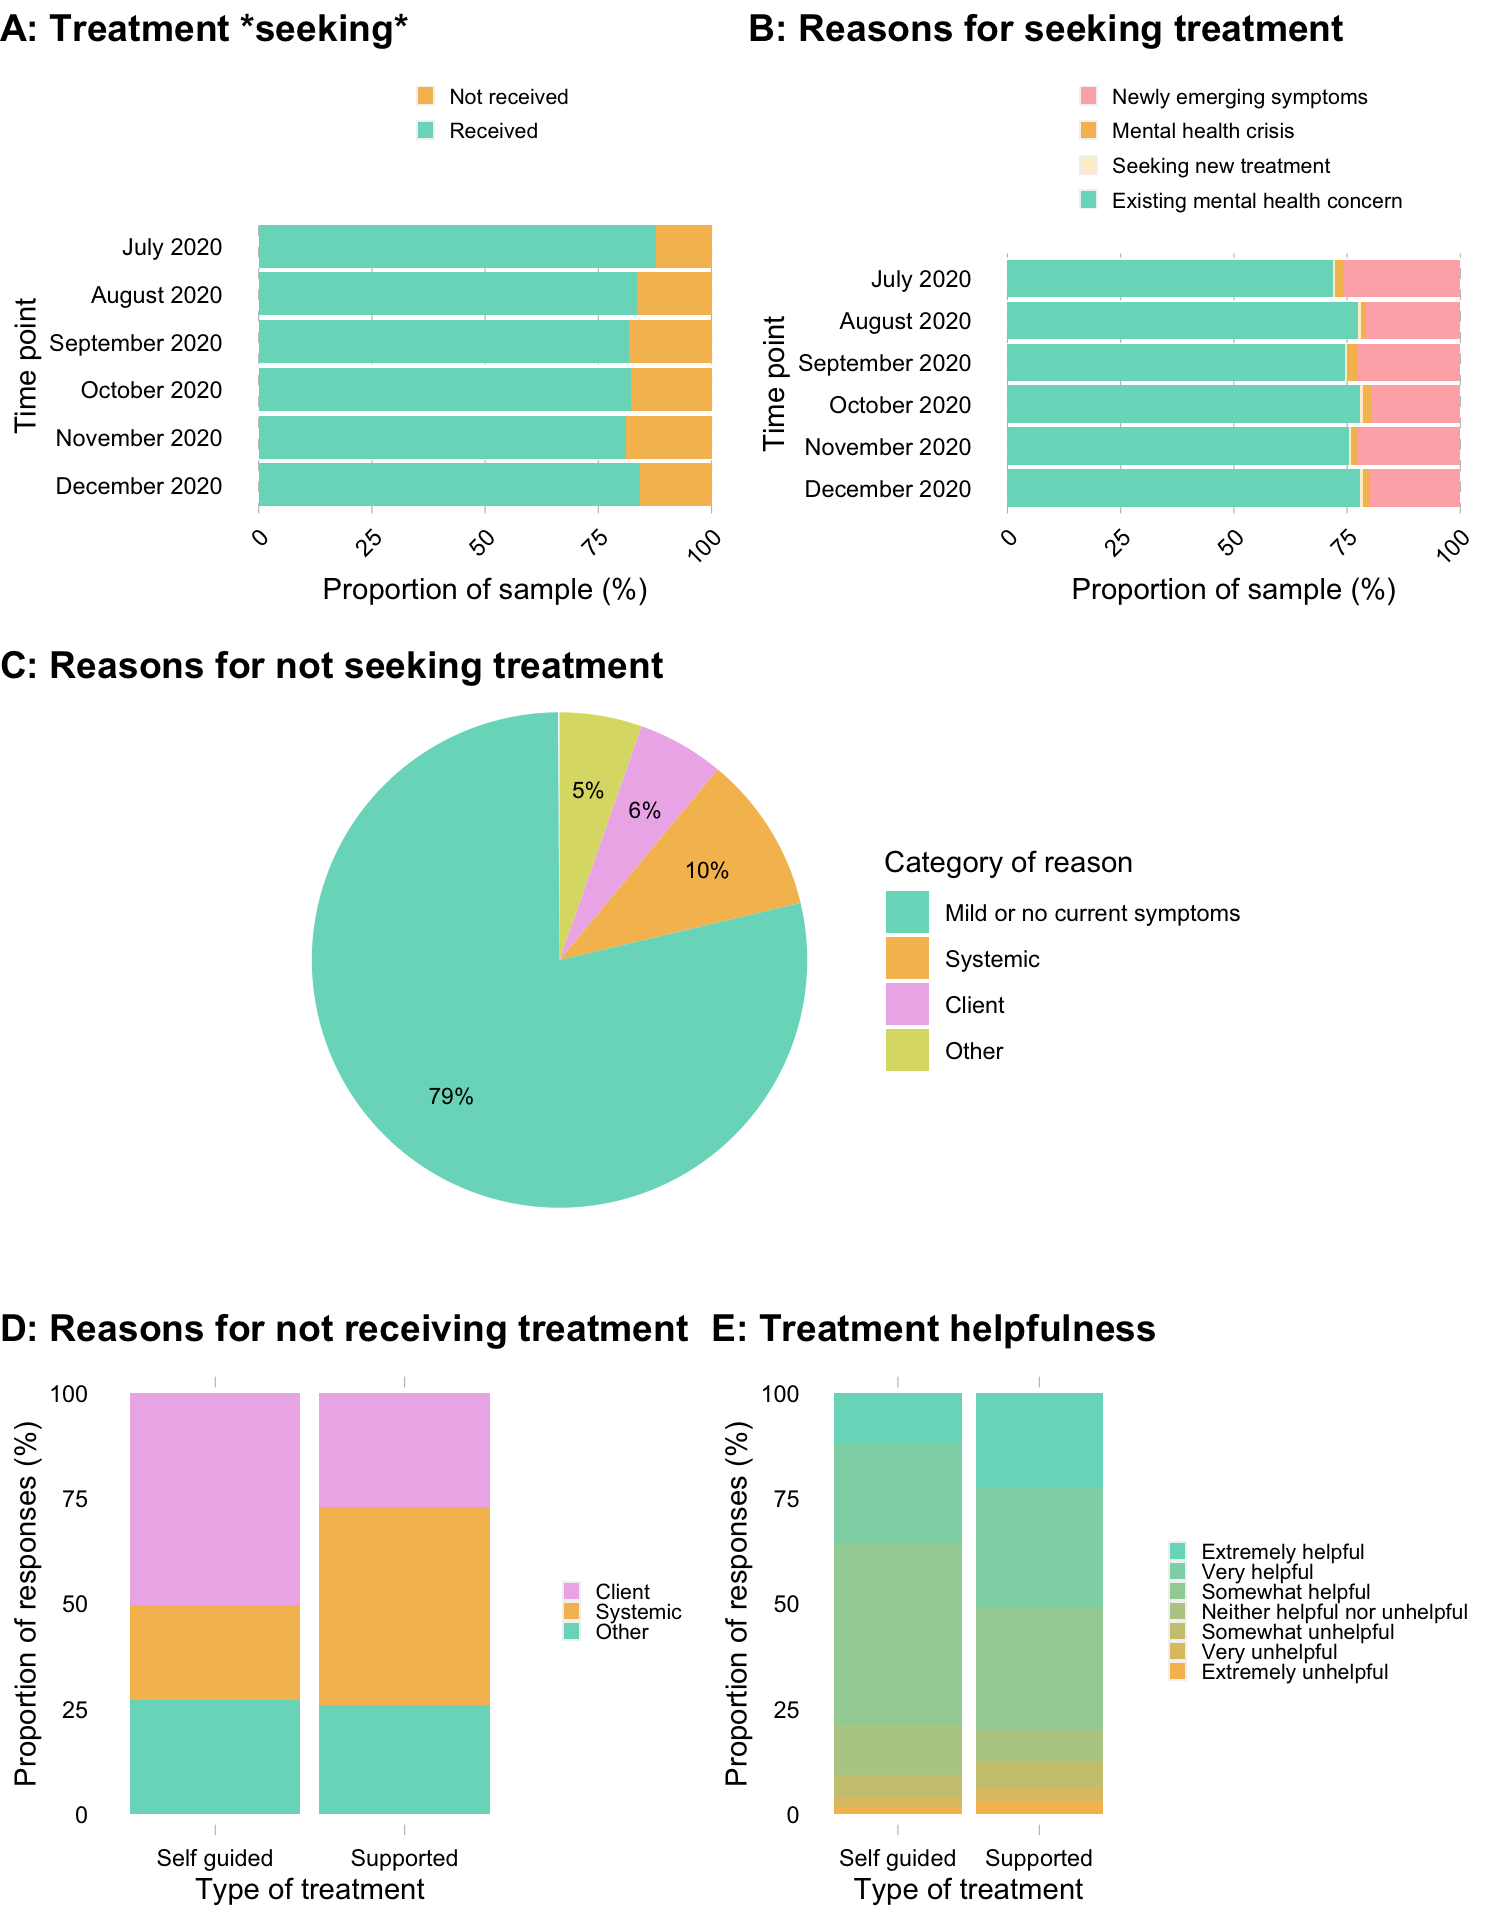 A: Treatment *seeking*
Not received
Received
Time point
July 2020
August 2020
September 2020
October 2020
November 2020
December 2020
0
25
50
75
100
Proportion of sample (%)
B: Reasons for seeking treatment
Newly emerging symptoms
Mental health crisis
Seeking new treatment
Existing mental health concern
Time point
July 2020
August 2020
September 2020
October 2020
November 2020
December 2020
0
25
50
75
100
Proportion of sample (%)
C: Reasons for not seeking treatment
5%
6%
10%
79%
Category of reason
Mild or no current symptoms
Systemic
Client
Other
D: Reasons for not receiving treatment
Proportion of responses (%)
100
75
50
25
0
Self guided
Supported
Type of treatment
Client
Systemic
Other
E: Treatment helpfulness
Proportion of responses (%)
100
75
50
25
0
Self guided
Supported
Type of treatment
Extremely helpful
Very helpful
Somewhat helpful
Neither helpful nor unhelpful
Somewhat unhelpful
Very unhelpful
Extremely unhelpful